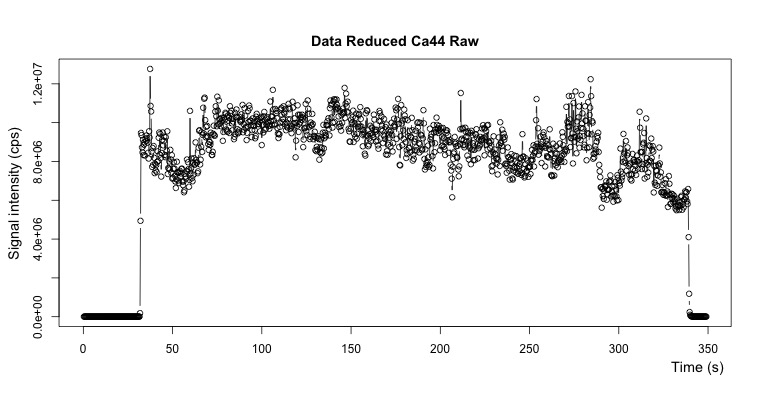 Data Reduced Ca44 Raw
Signal intensity (cps)
1.2e+07
8.0e+06
4.0e+06
0.0e+00
0 50 100 150 200 250 300 350
Time (s)